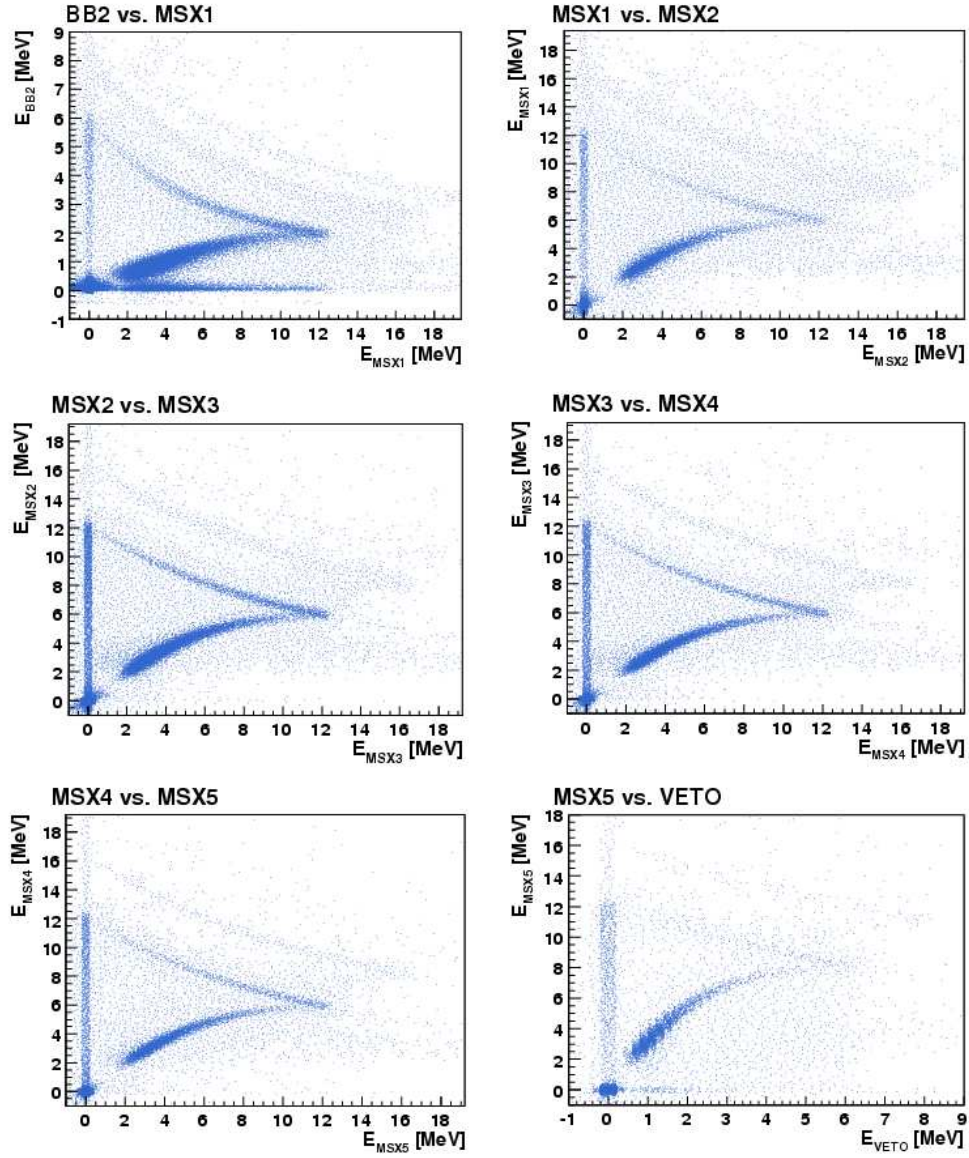 BB2 vs. MSX1
E_BB2 [MeV]
9
8
7
6
5
4
3
2
1
0
-1
0 2 4 6 8 10 12 14 16 18
E_MSX1 [MeV]
MSX1 vs. MSX2
E_MSX1 [MeV]
18
16
14
12
10
8
6
4
2
0
0 2 4 6 8 10 12 14 16 18
E_MSX2 [MeV]
MSX2 vs. MSX3
E_MSX2 [MeV]
18
16
14
12
10
8
6
4
2
0
0 2 4 6 8 10 12 14 16 18
E_MSX3 [MeV]
MSX3 vs. MSX4
E_MSX3 [MeV]
18
16
14
12
10
8
6
4
2
0
0 2 4 6 8 10 12 14 16 18
E_MSX4 [MeV]
MSX4 vs. MSX5
E_MSX4 [MeV]
18
16
14
12
10
8
6
4
2
0
0 2 4 6 8 10 12 14 16 18
E_MSX5 [MeV]
MSX5 vs. VETO
E_MSX5 [MeV]
18
16
14
12
10
8
6
4
2
0
-1 0 1 2 3 4 5 6 7 8 9
E_VETO [MeV]